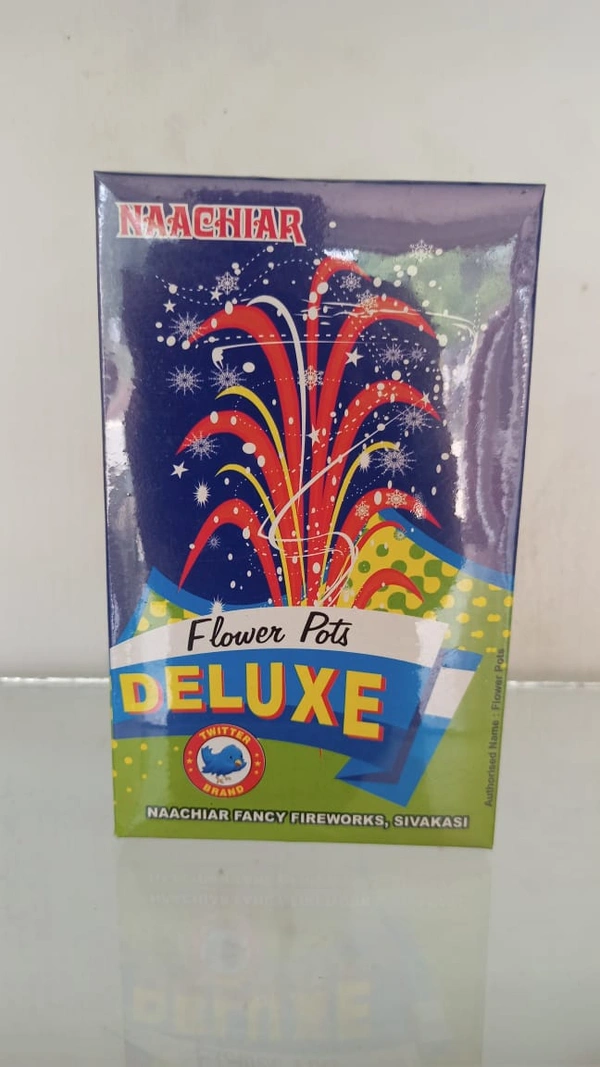 NAACHIAR
Flower Pots
DELUXE
TWITTER
BRAND
NAACHIAR FANCY FIREWORKS, SIVAKASI
Authorised Name : Flower Pots